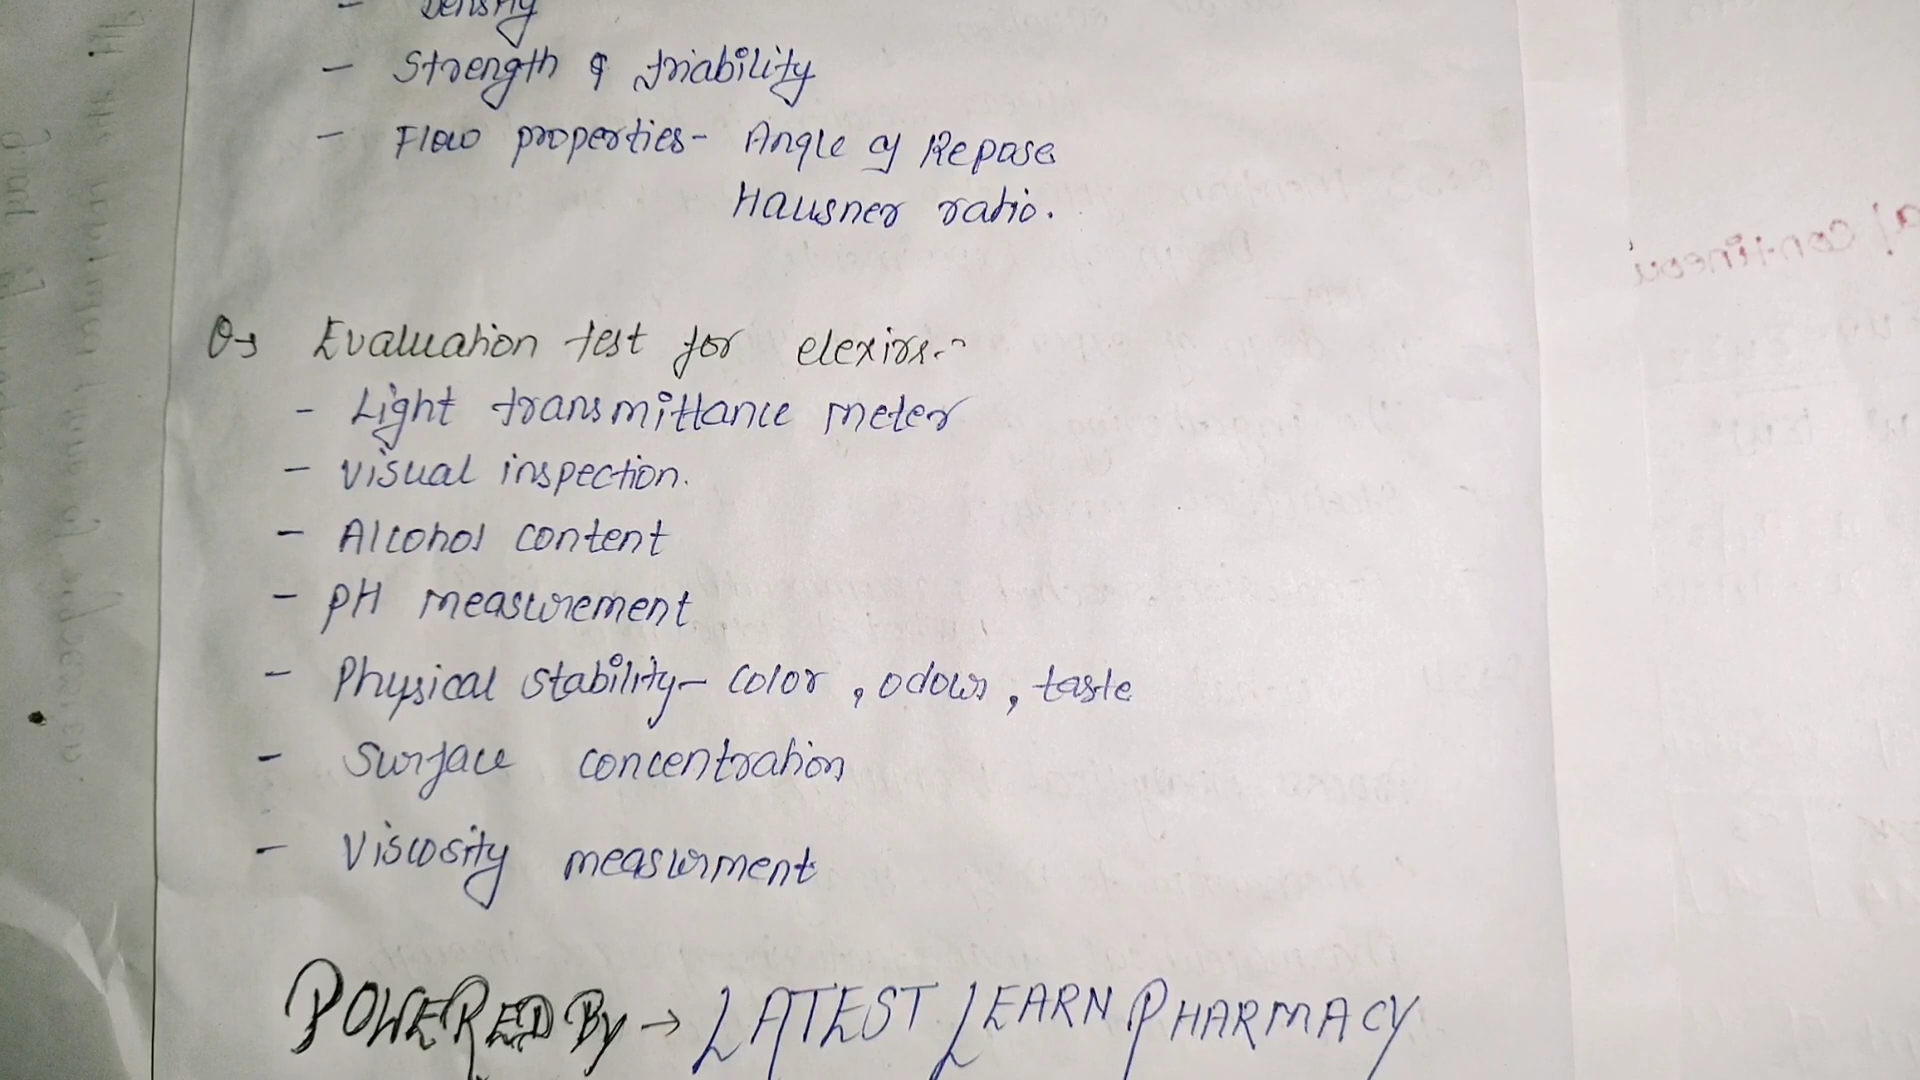 - Density
- Strength & friability
- Flow properties- Angle of Repose
Hausner ratio.
Q→ Evaluation test for elexirs.-
- Light transmittance meter
- visual inspection.
- Alcohol content
- pH measurement
- Physical stability- color, odour, taste
- Surface concentration
- Viscosity measurment
POWERED By → LATEST LEARN PHARMACY